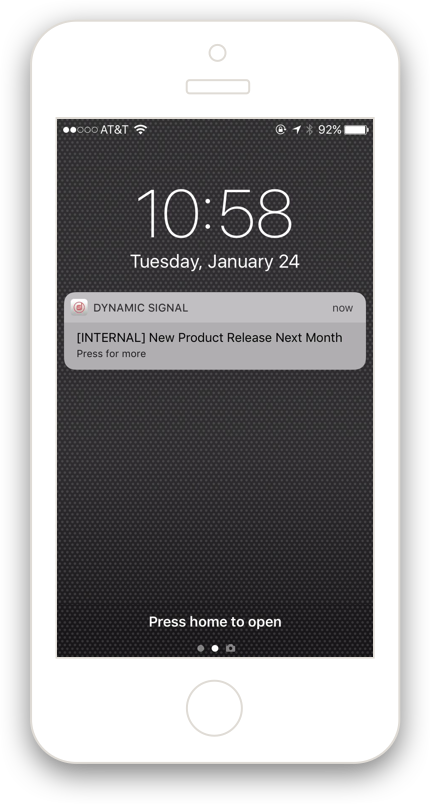 AT&T 92%
10:58
Tuesday, January 24
DYNAMIC SIGNAL now
[INTERNAL] New Product Release Next Month
Press for more
Press home to open